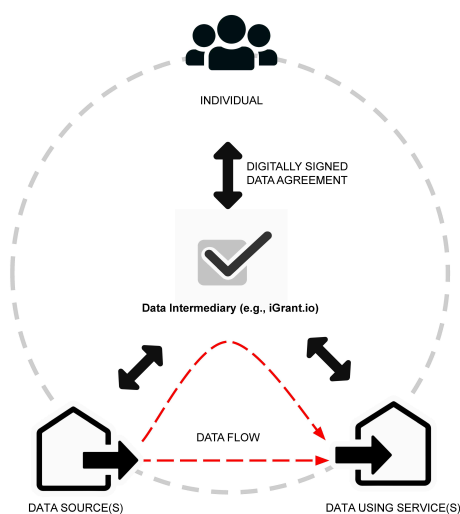 INDIVIDUAL
DIGITALLY SIGNED
DATA AGREEMENT
Data Intermediary (e.g., iGrant.io)
DATA FLOW
DATA SOURCE(S)
DATA USING SERVICE(S)